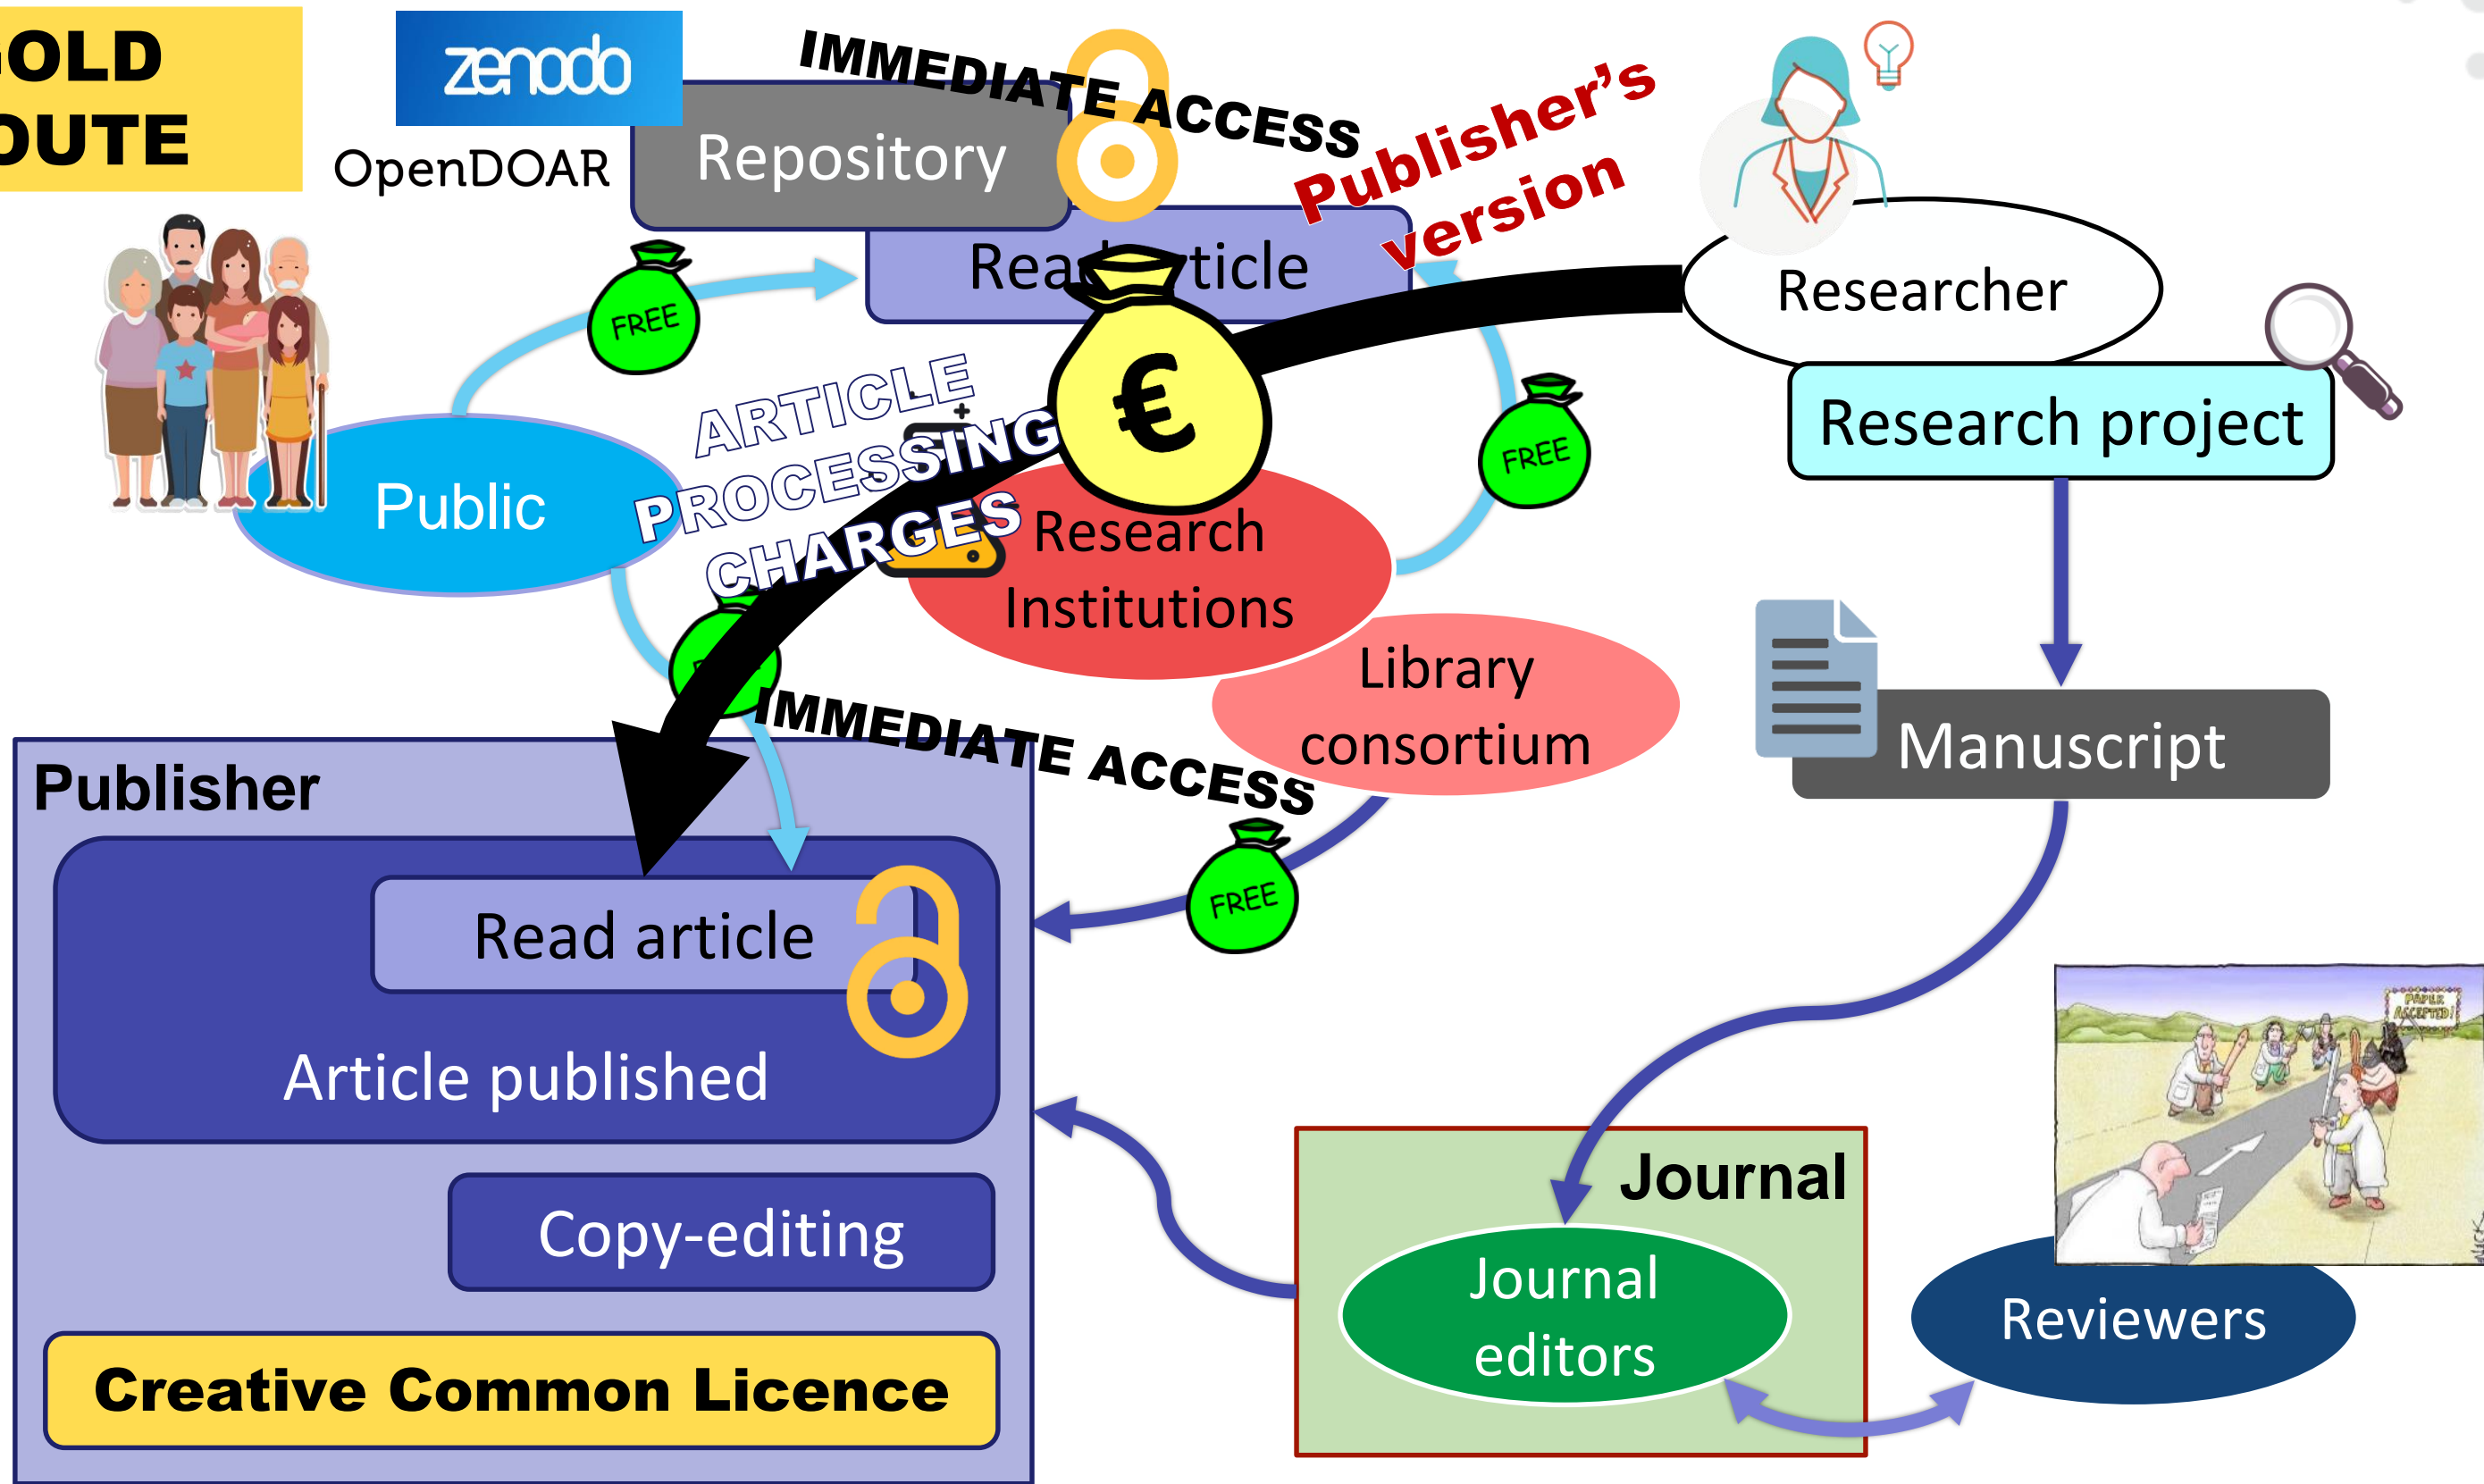 OLD
OUTE
zenodo
OpenDOAR
Repository
IMMEDIATE ACCESS
Publisher's
version
Researcher
Research project
FREE
€
FREE
Public
ARTICLE
PROCESSING
CHARGES
Research
Institutions
Library
consortium
IMMEDIATE ACCESS
Manuscript
Publisher
Read article
FREE
Article published
Copy-editing
Creative Common Licence
Journal
Journal
editors
Reviewers
PAPER
ACCEPTED!